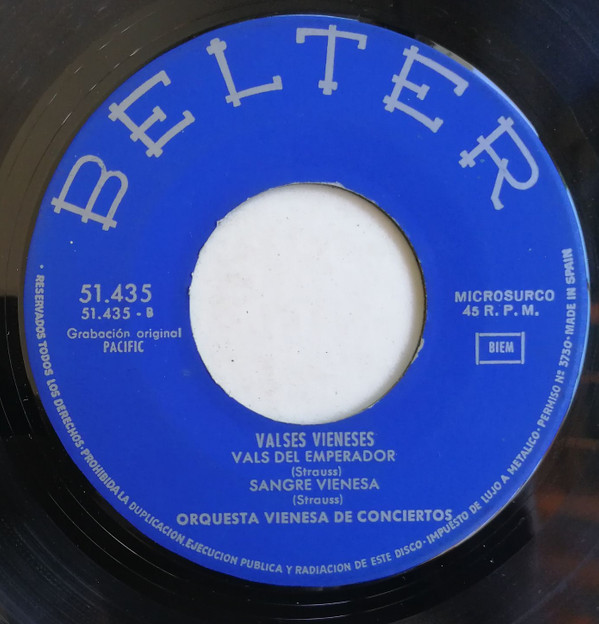 BELTER
51.435
51.435 - B
Grabación original
PACIFIC
MICROSURCO
45 R. P. M.
BIEM
VALSES VIENESES
VALS DEL EMPERADOR
(Strauss)
SANGRE VIENESA
(Strauss)
ORQUESTA VIENESA DE CONCIERTOS
• RESERVADOS TODOS LOS DERECHOS • PROHIBIDA LA DUPLICACION, EJECUCION PUBLICA Y RADIACION DE ESTE DISCO • IMPUESTO DE LUJO A METALICO • PERMISO Nº 3730 • MADE IN SPAIN